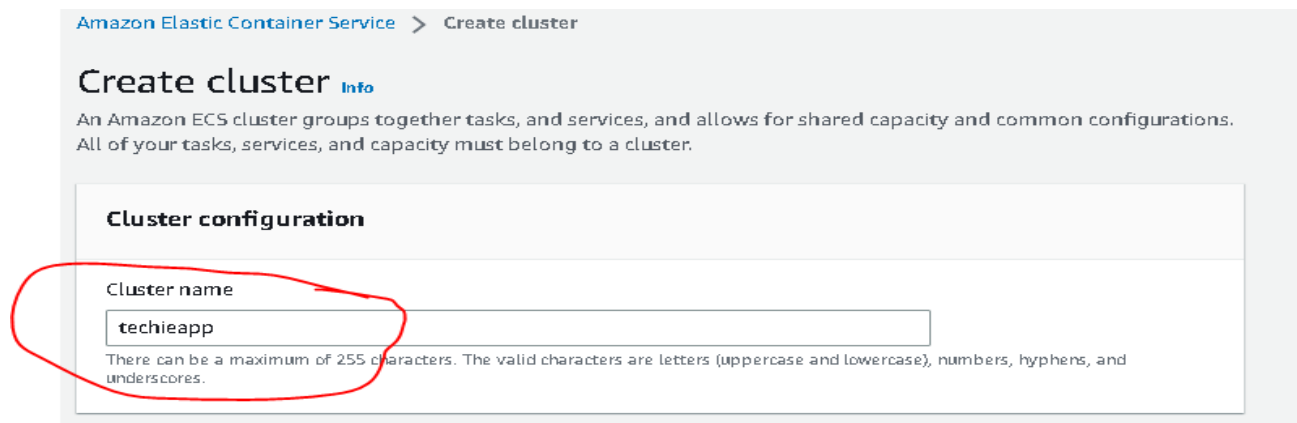 Amazon Elastic Container Service > Create cluster
Create cluster Info
An Amazon ECS cluster groups together tasks, and services, and allows for shared capacity and common configurations.
All of your tasks, services, and capacity must belong to a cluster.
Cluster configuration
Cluster name
techieapp
There can be a maximum of 255 characters. The valid characters are letters (uppercase and lowercase), numbers, hyphens, and
underscores.